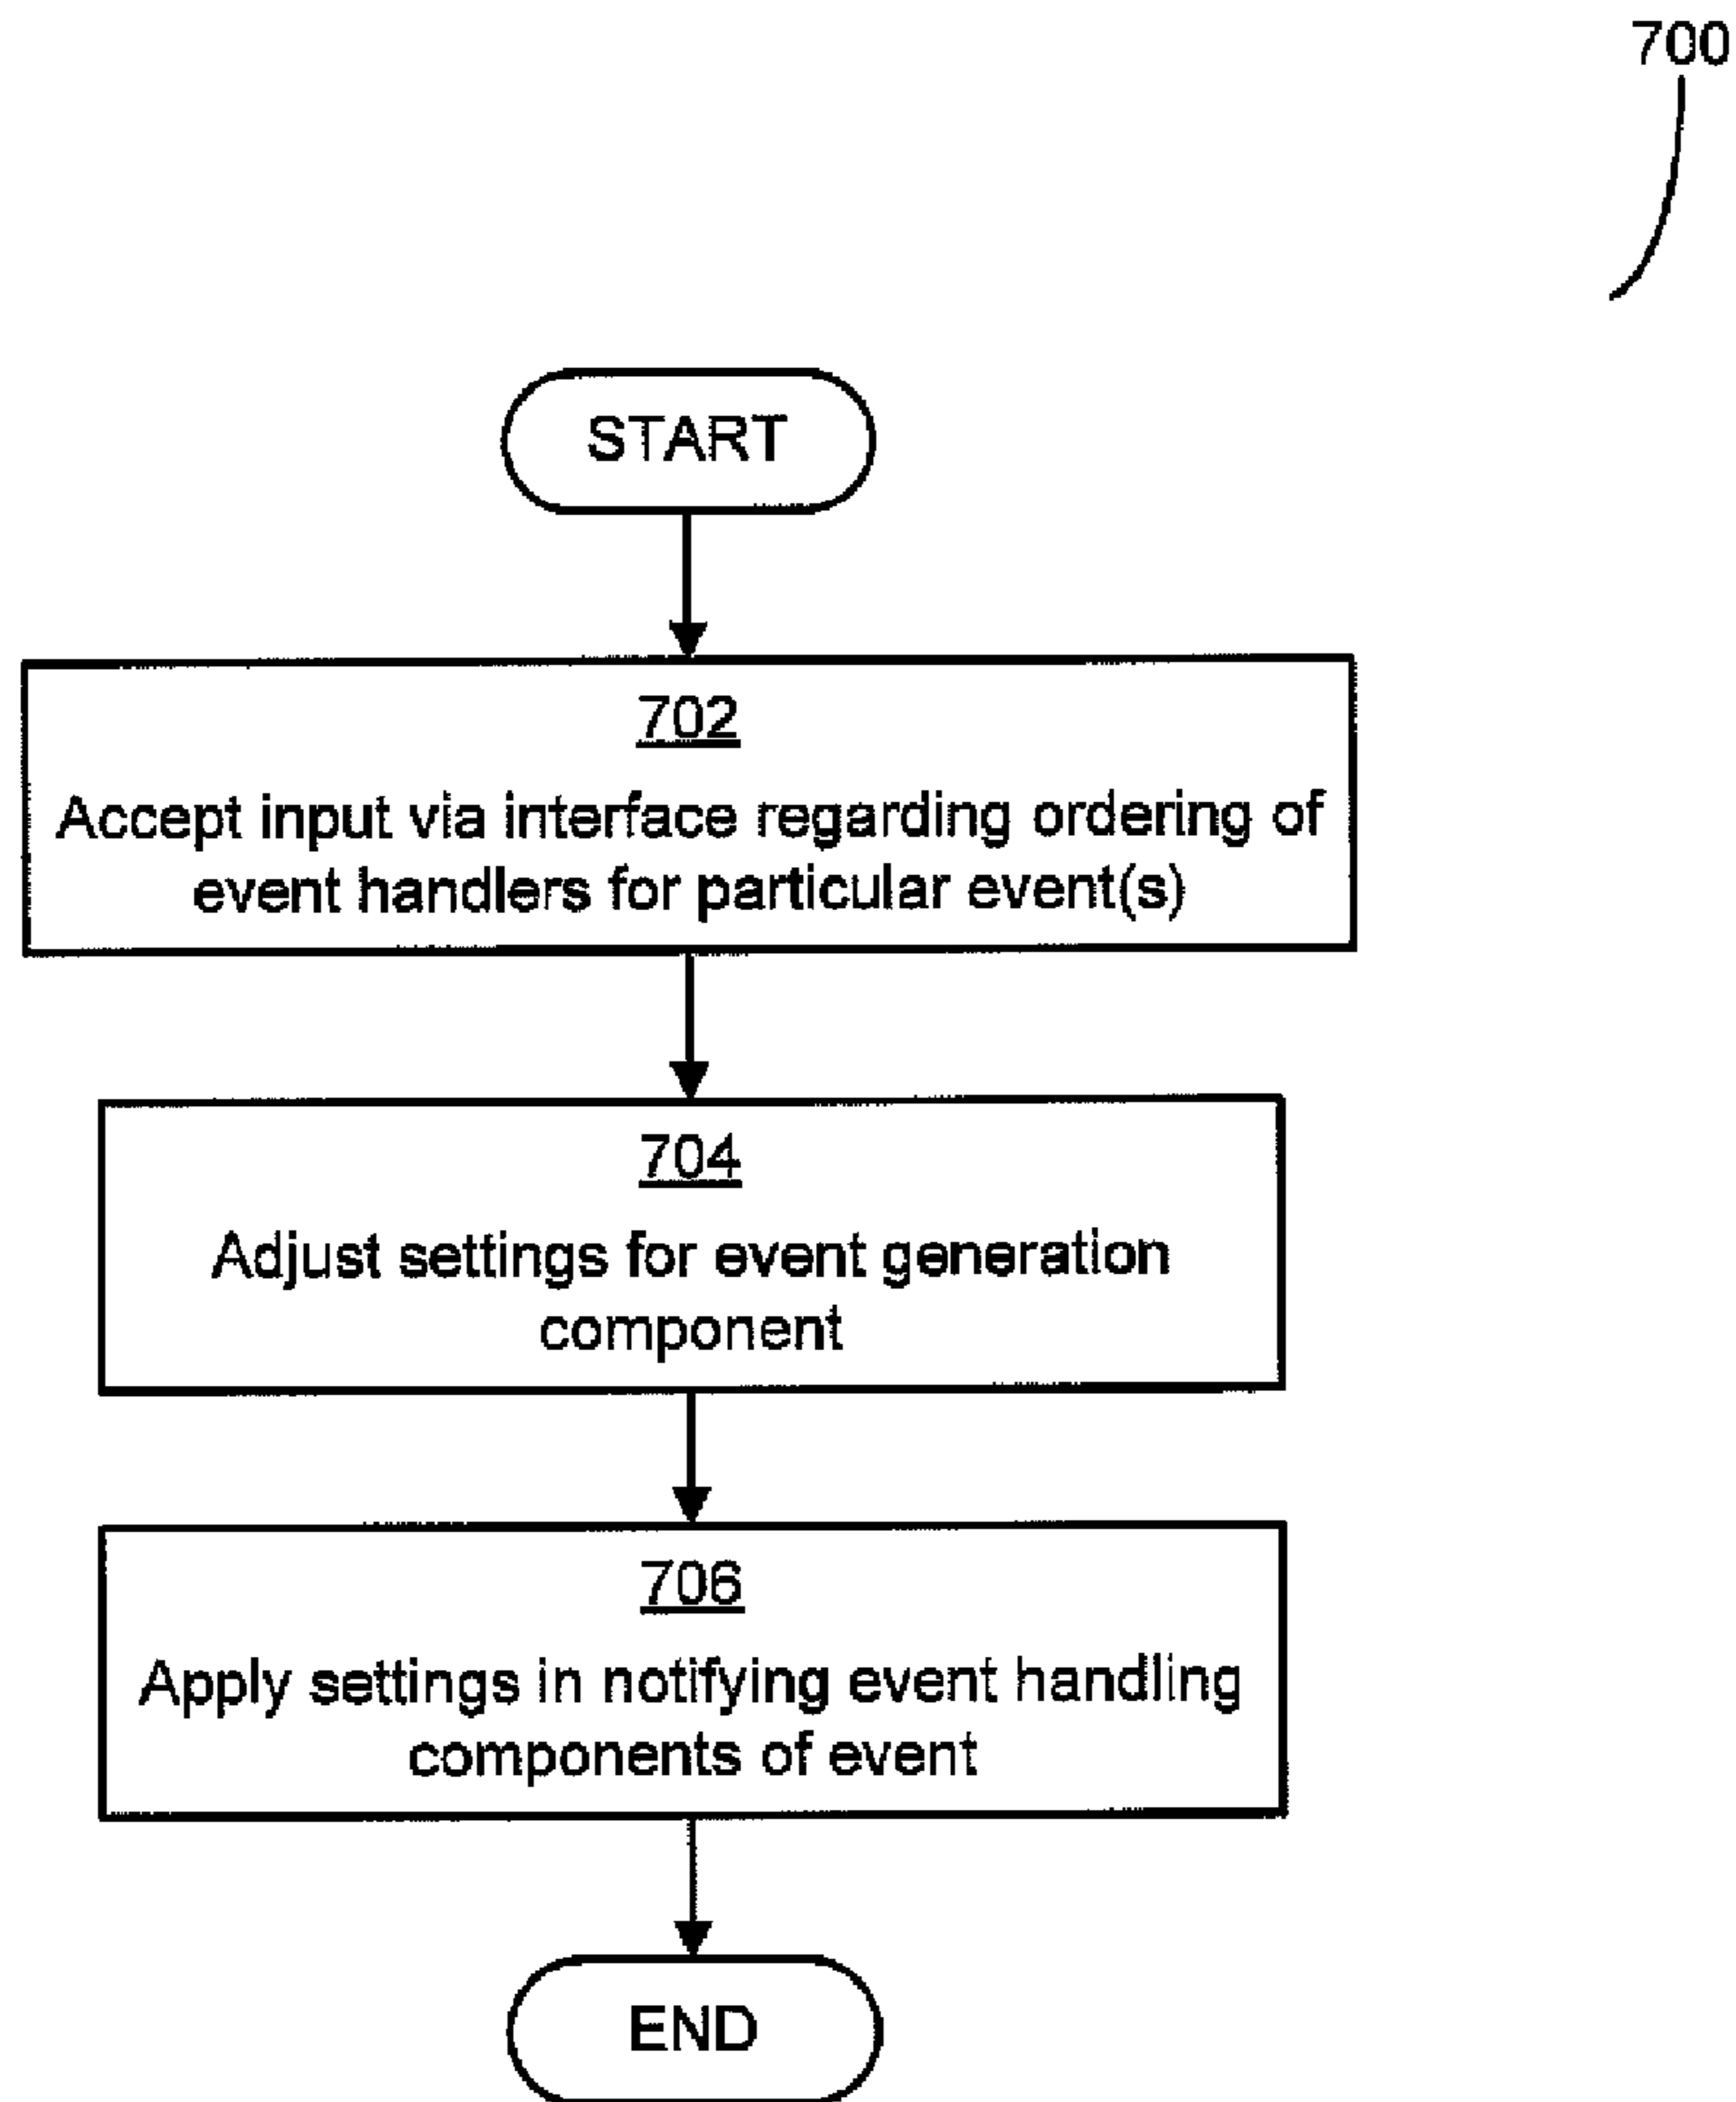 700
START
702
Accept input via interface regarding ordering of
event handlers for particular event(s)
704
Adjust settings for event generation
component
706
Apply settings in notifying event handling
components of event
END